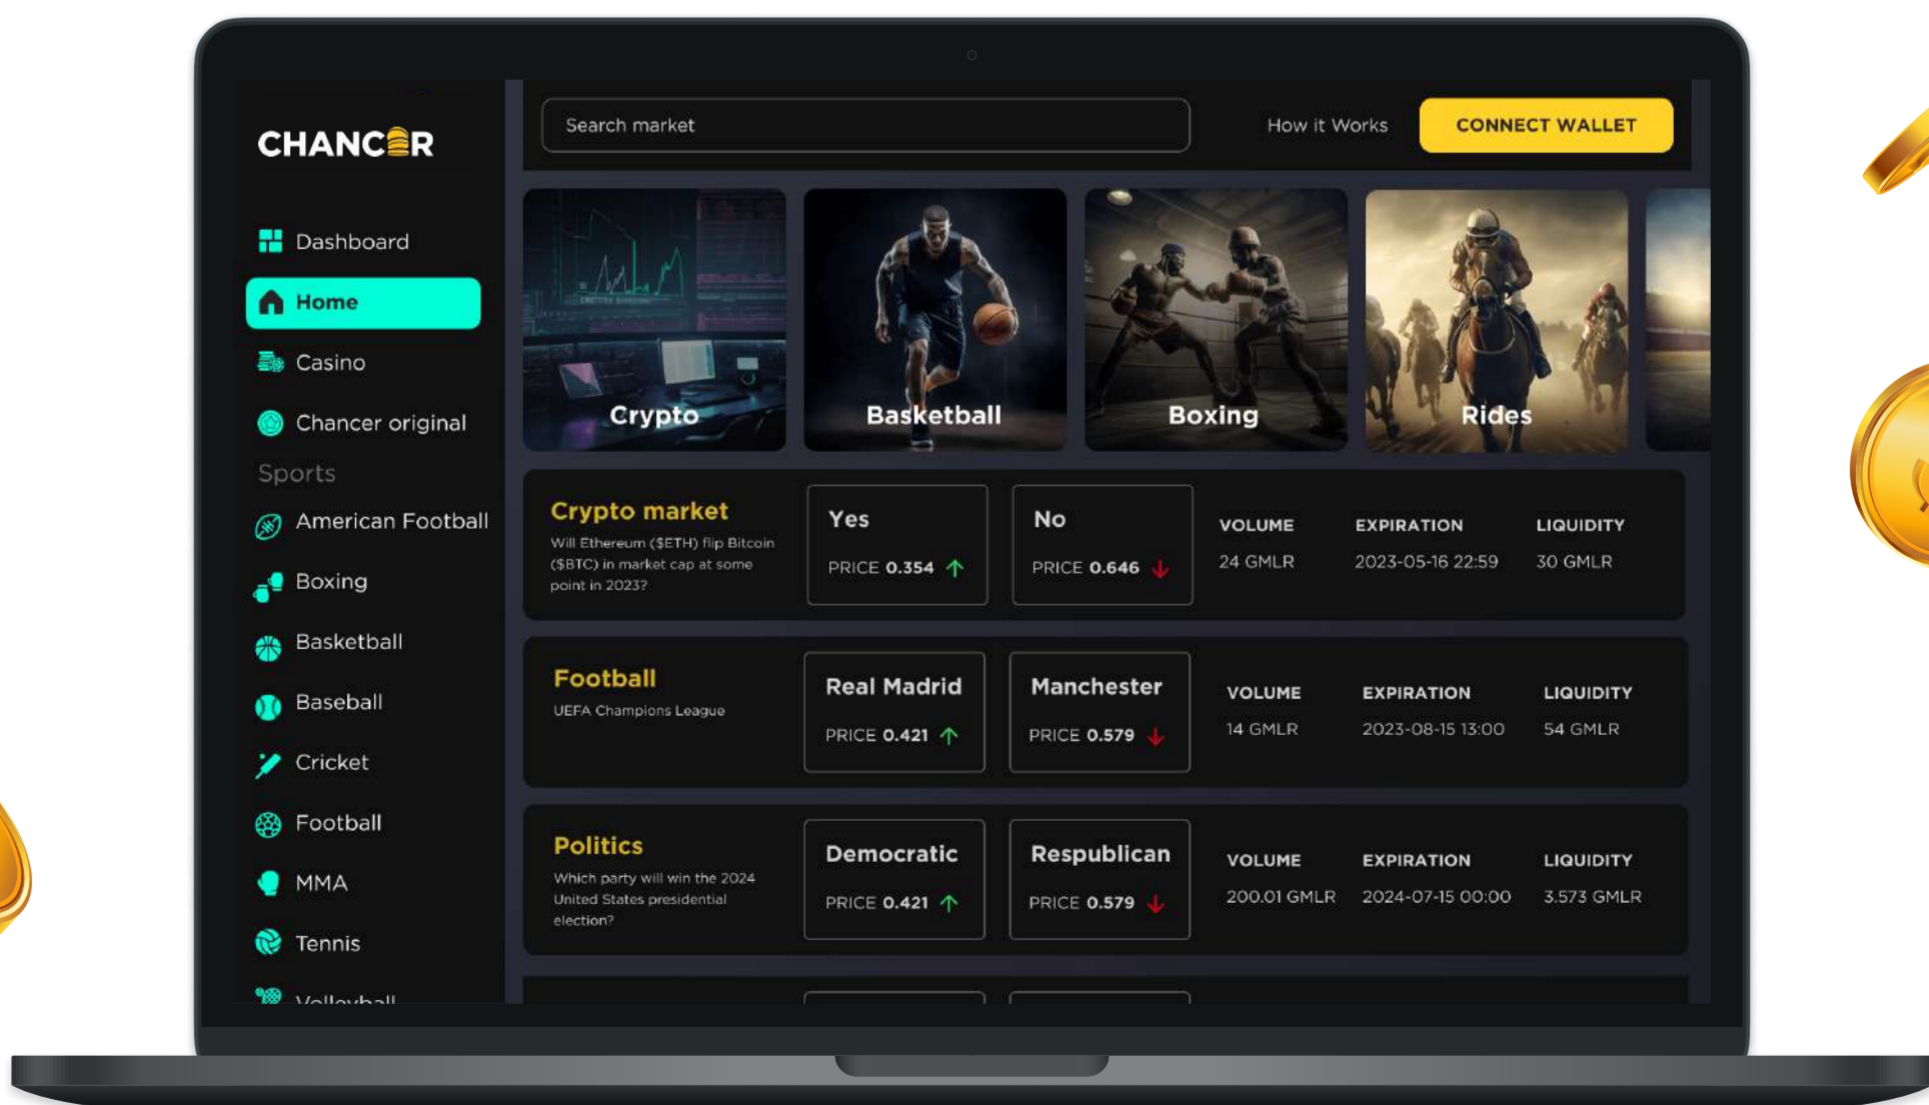 CHANCER
Search market
How it Works
CONNECT WALLET
Dashboard
Home
Casino
Chancer original
Sports
American Football
Boxing
Basketball
Baseball
Cricket
Football
MMA
Tennis
Volleyball
Crypto
Basketball
Boxing
Rides
Crypto market
Will Ethereum ($ETH) flip Bitcoin
($BTC) in market cap at some
point in 2023?
Yes
PRICE 0.354
No
PRICE 0.646
VOLUME
24 GMLR
EXPIRATION
2023-05-16 22:59
LIQUIDITY
30 GMLR
Football
UEFA Champions League
Real Madrid
PRICE 0.421
Manchester
PRICE 0.579
VOLUME
14 GMLR
EXPIRATION
2023-08-15 13:00
LIQUIDITY
54 GMLR
Politics
Which party will win the 2024
United States presidential
election?
Democratic
PRICE 0.421
Respublican
PRICE 0.579
VOLUME
200.01 GMLR
EXPIRATION
2024-07-15 00:00
LIQUIDITY
3.573 GMLR